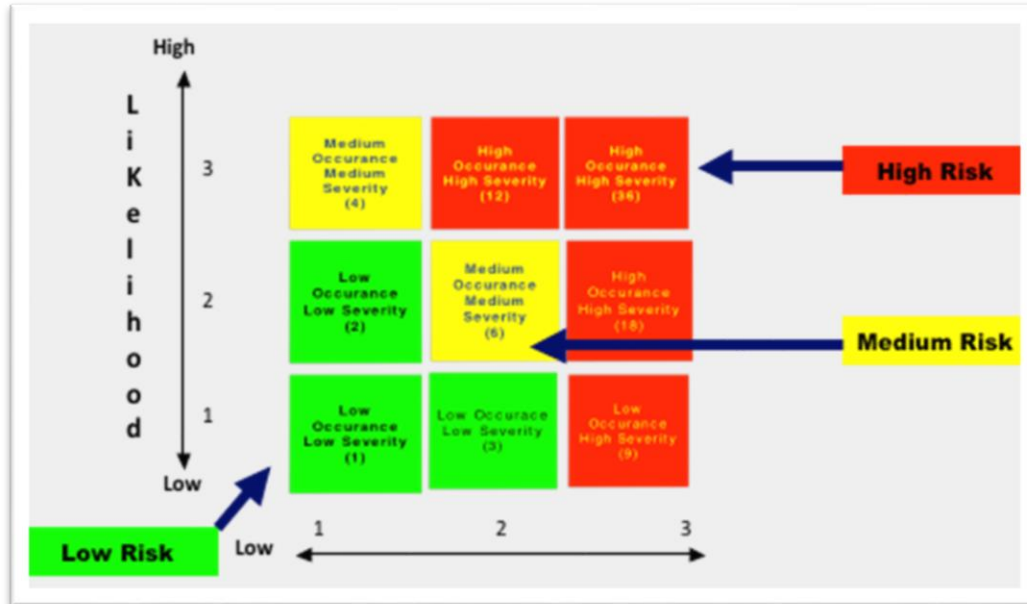 High
LiKelihood
3
Medium
Occurance
Medium
Severity
(4)
High
Occurance
High Severity
(12)
High
Occurance
High Severity
(36)
High Risk
2
Low
Occurance
Low Severity
(2)
Medium
Occurance
Medium
Severity
(6)
High
Occurance
High Severity
(18)
Medium Risk
1
Low
Occurance
Low Severity
(1)
Low Occurace
Low Severity
(3)
Low
Occurance
High Severity
(9)
Low
Low Risk
Low
1
2
3